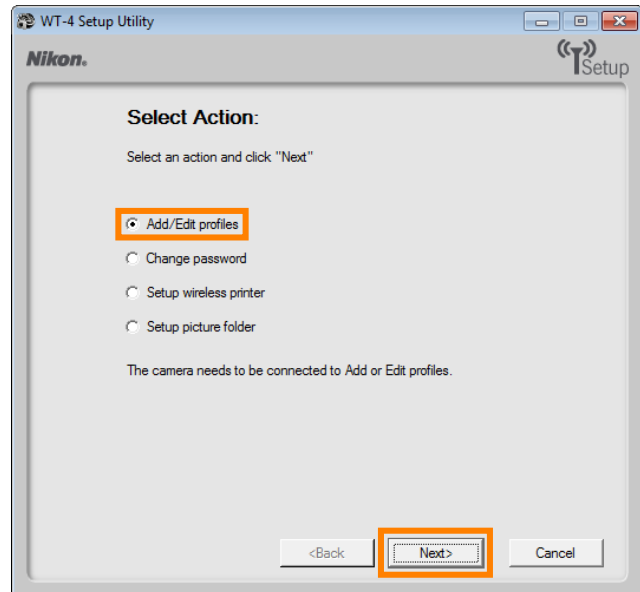 WT-4 Setup Utility
Nikon.
Setup
Select Action:
Select an action and click "Next"
Add/Edit profiles
Change password
Setup wireless printer
Setup picture folder
The camera needs to be connected to Add or Edit profiles.
<Back Next> Cancel